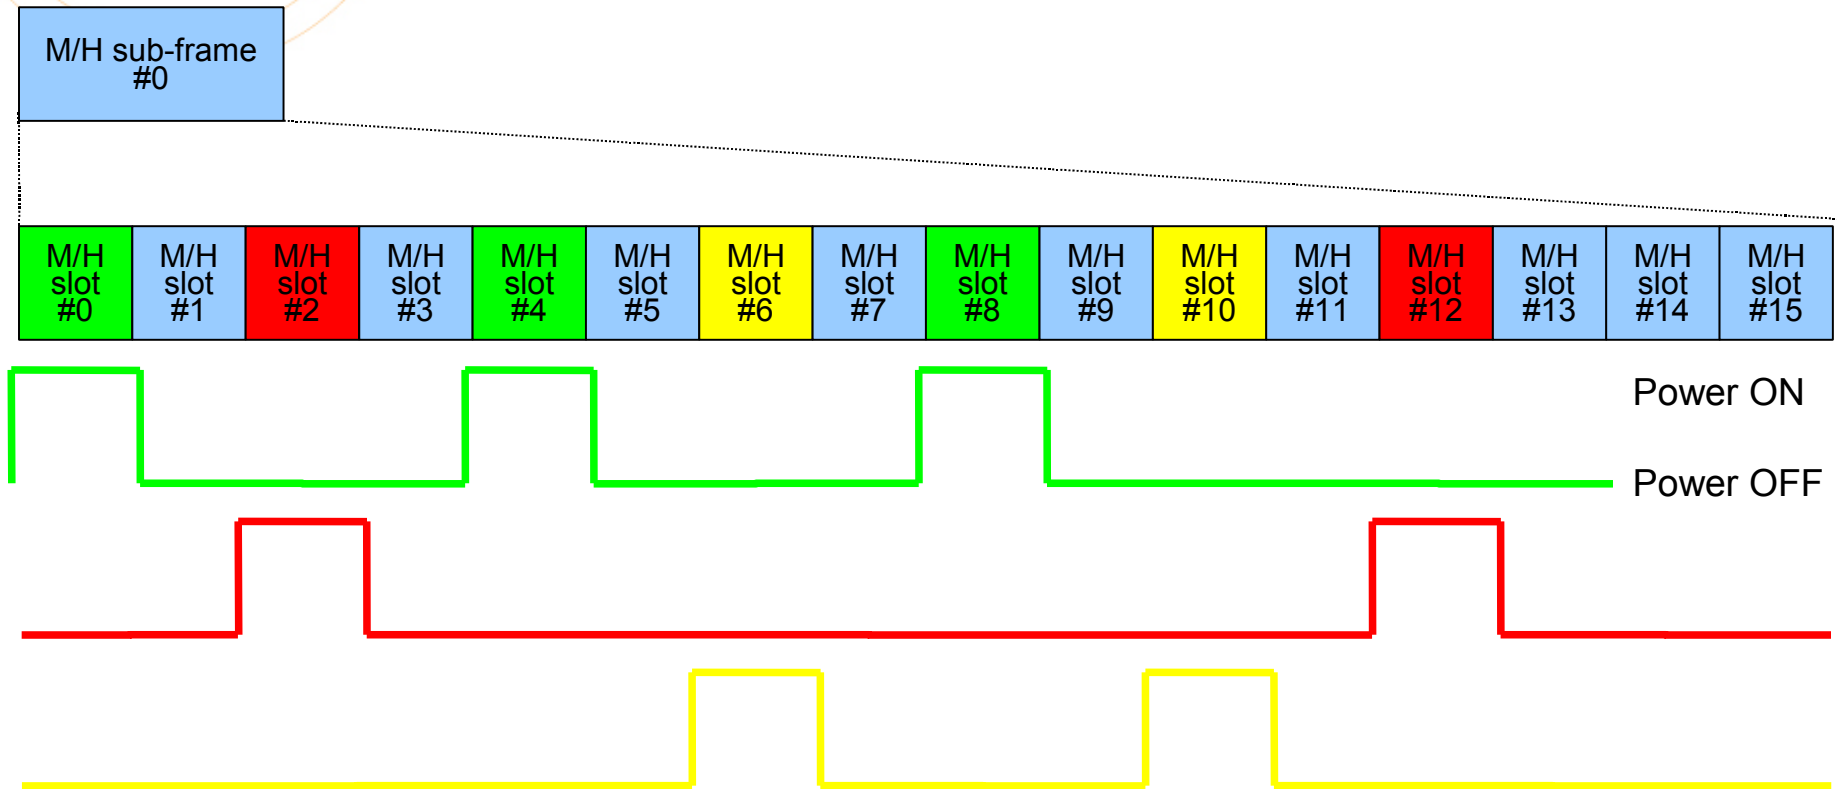 M/H sub-frame
#0
M/H
slot
#0
M/H
slot
#1
M/H
slot
#2
M/H
slot
#3
M/H
slot
#4
M/H
slot
#5
M/H
slot
#6
M/H
slot
#7
M/H
slot
#8
M/H
slot
#9
M/H
slot
#10
M/H
slot
#11
M/H
slot
#12
M/H
slot
#13
M/H
slot
#14
M/H
slot
#15
Power ON
Power OFF